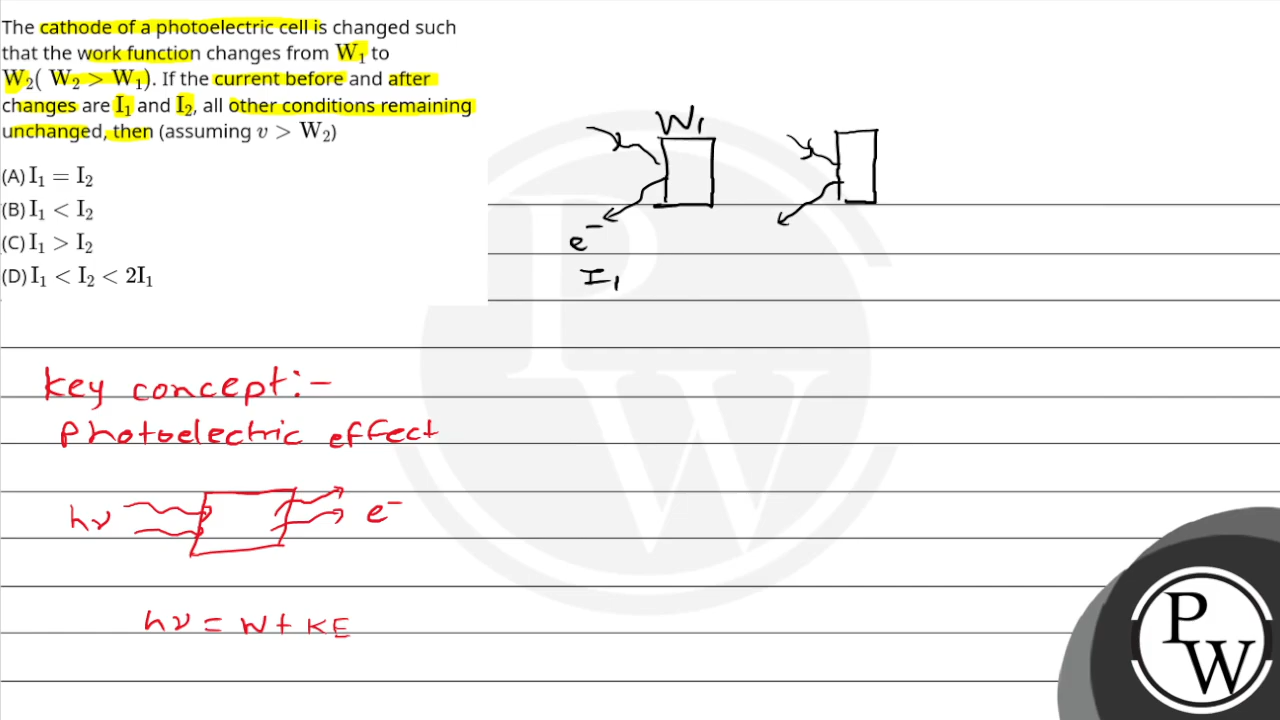 The cathode of a photoelectric cell is changed such
that the work function changes from W₁ to
W₂( W₂ > W₁). If the current before and after
changes are I₁ and I₂, all other conditions remaining
unchanged, then (assuming v > W₂)
(A) I₁ = I₂
(B) I₁ < I₂
(C) I₁ > I₂
(D) I₁ < I₂ < 2I₁
W₁
e⁻
I₁
Key concept:-
Photoelectric effect
hν
e⁻
hν = W + KE
P
W
P
W